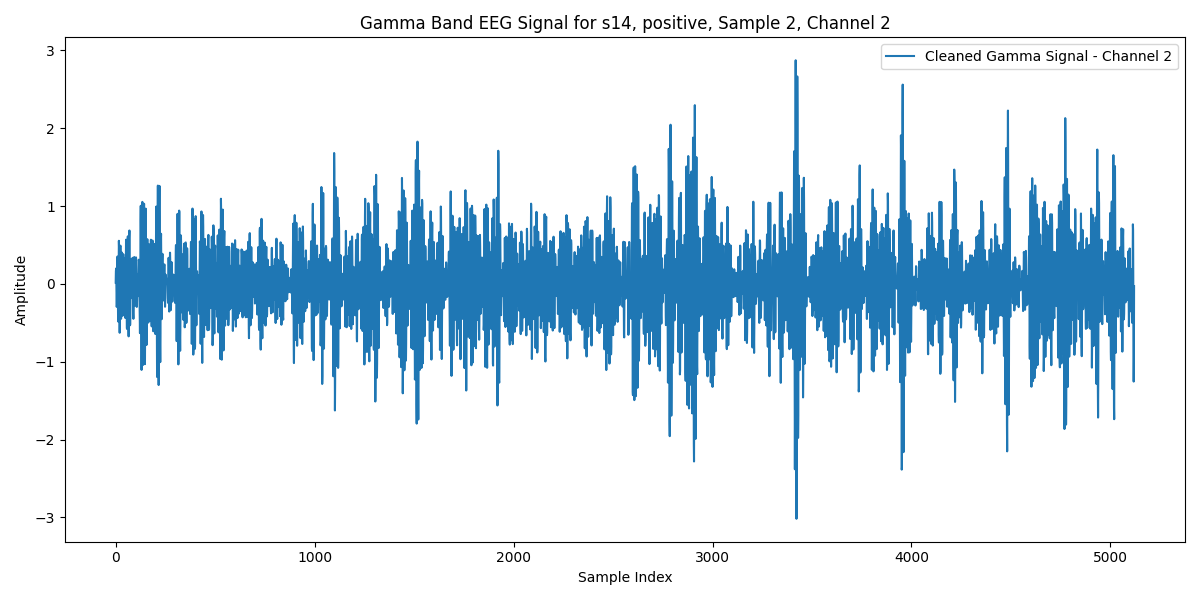 Gamma Band EEG Signal for s14, positive, Sample 2, Channel 2
Cleaned Gamma Signal - Channel 2
Amplitude
3
2
1
0
−1
−2
−3
0 1000 2000 3000 4000 5000
Sample Index